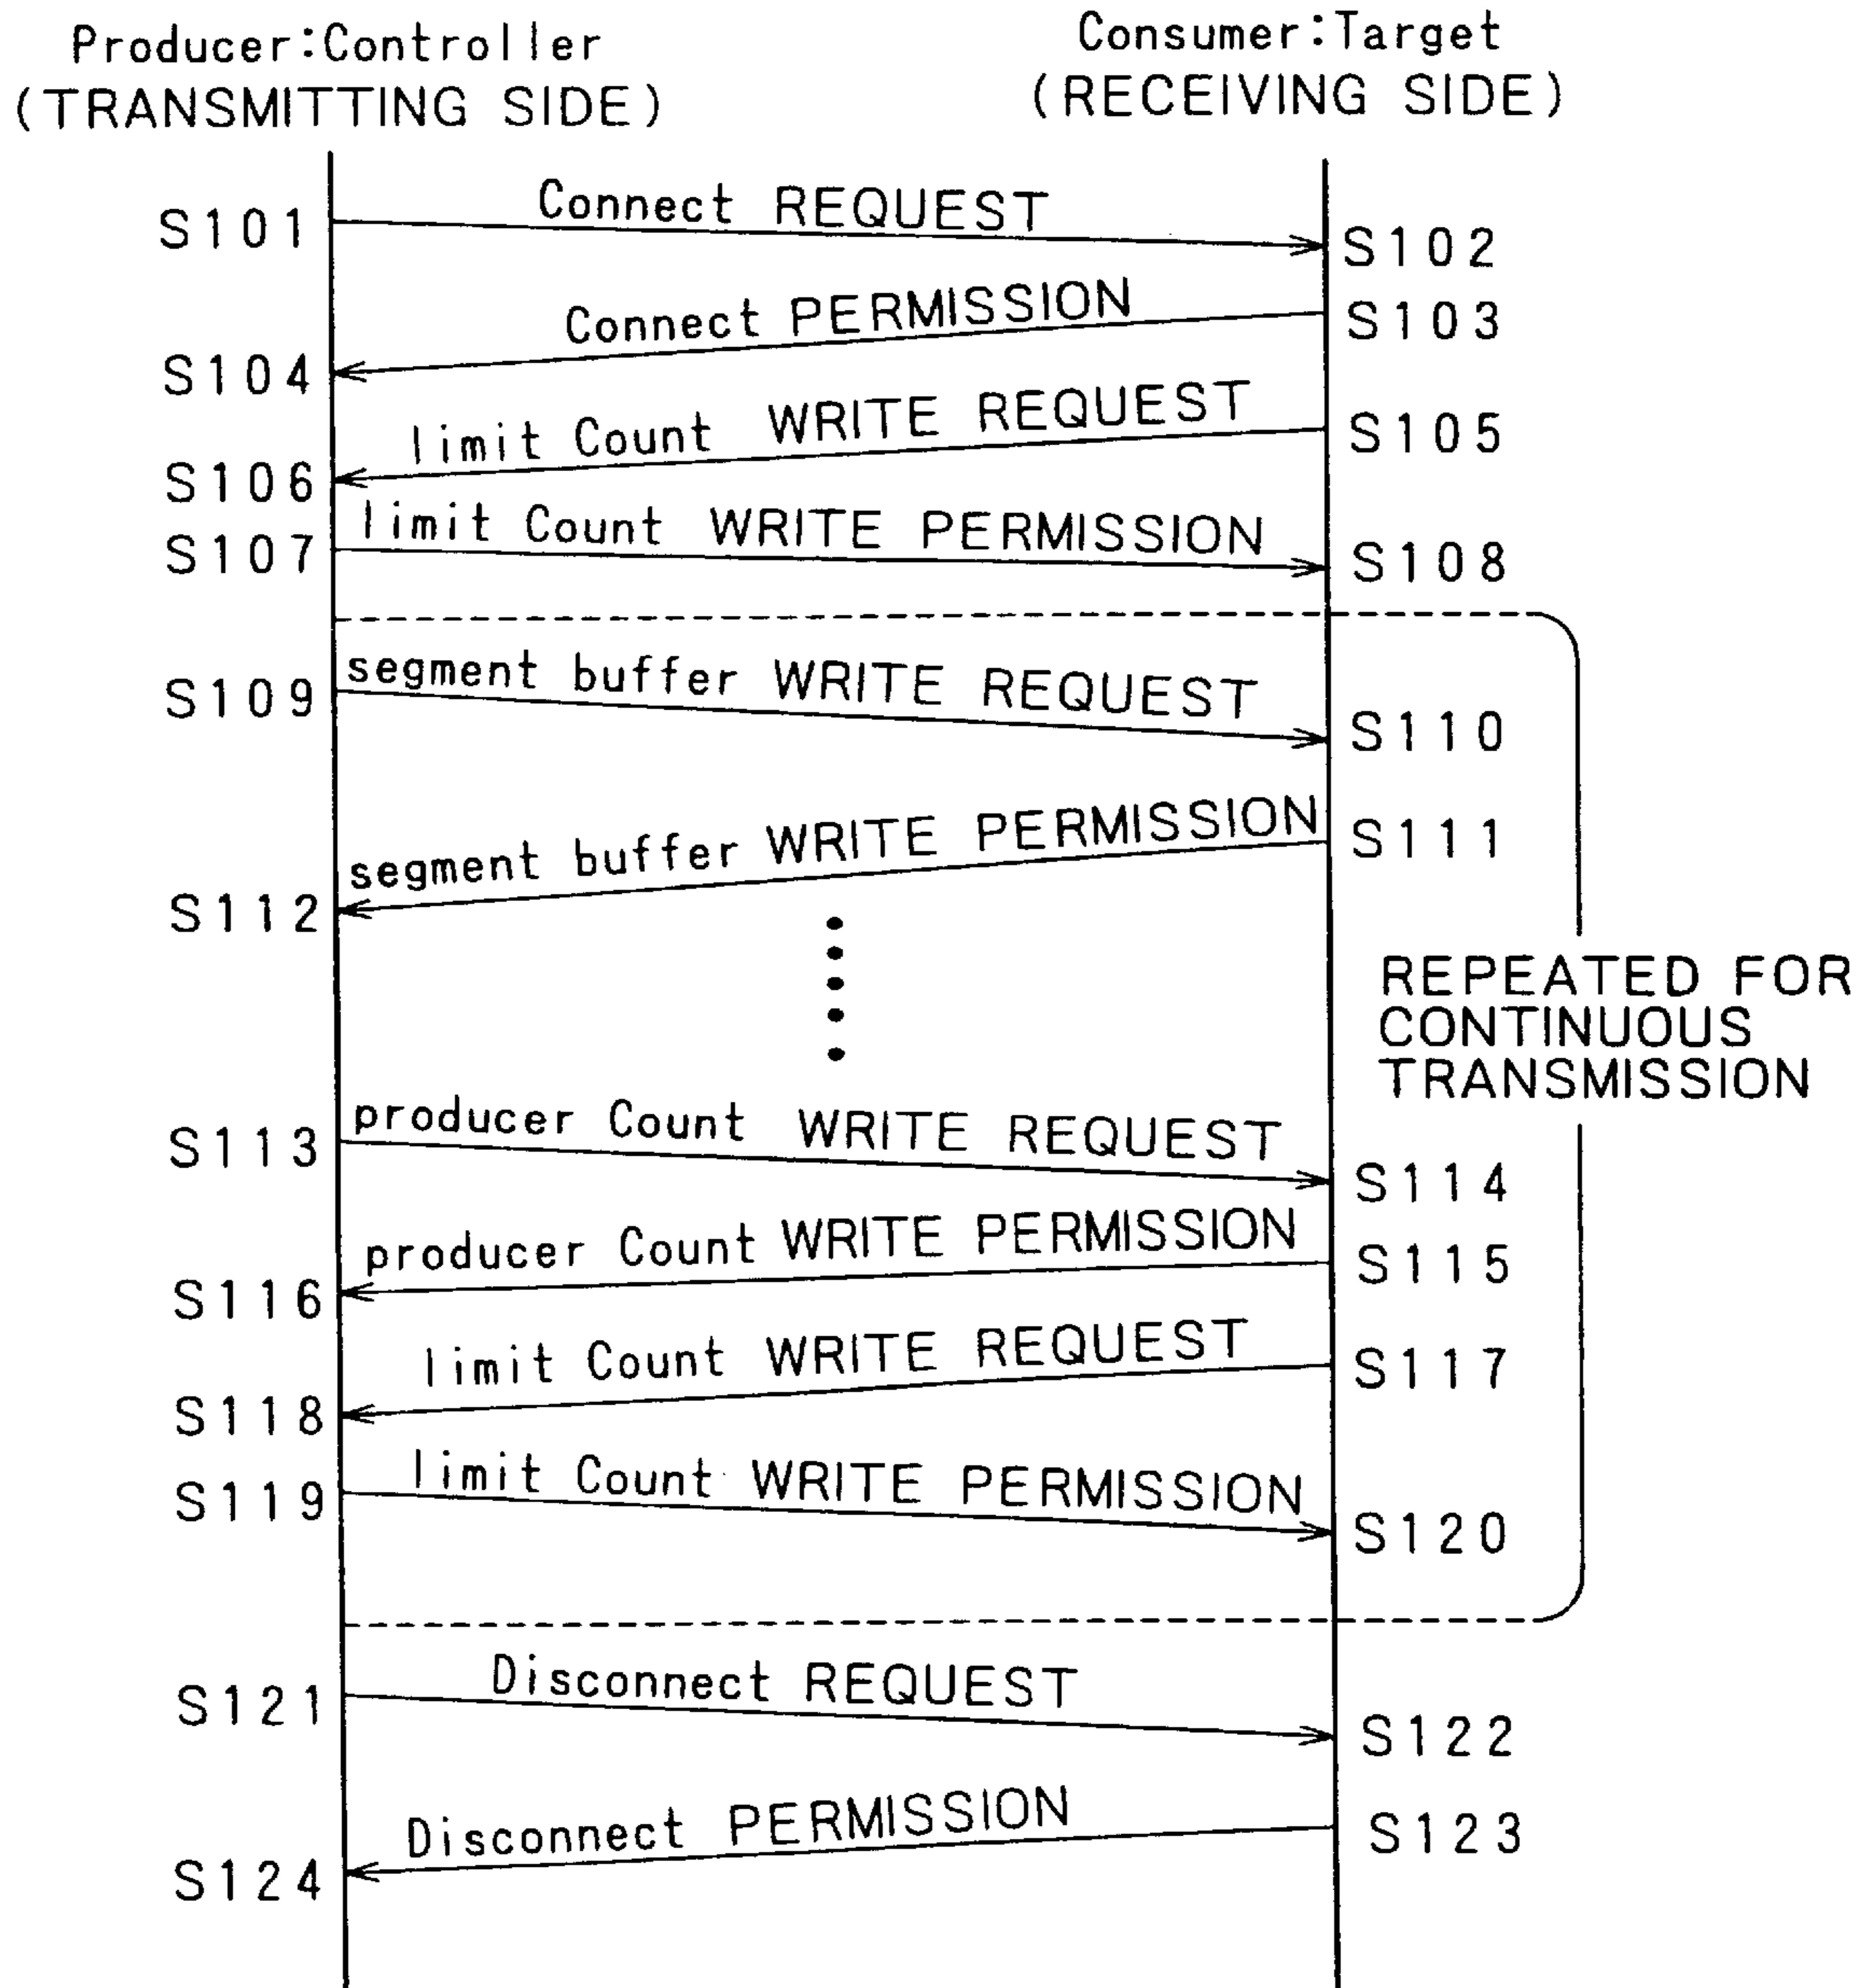 Producer:Controller
(TRANSMITTING SIDE)
Consumer:Target
(RECEIVING SIDE)
S101
Connect REQUEST
S102
Connect PERMISSION
S103
S104
limit Count WRITE REQUEST
S105
S106
limit Count WRITE PERMISSION
S107
S108
segment buffer WRITE REQUEST
S109
S110
segment buffer WRITE PERMISSION
S111
S112
REPEATED FOR
CONTINUOUS
TRANSMISSION
producer Count WRITE REQUEST
S113
S114
producer Count WRITE PERMISSION
S115
S116
limit Count WRITE REQUEST
S117
S118
limit Count WRITE PERMISSION
S119
S120
Disconnect REQUEST
S121
S122
Disconnect PERMISSION
S123
S124